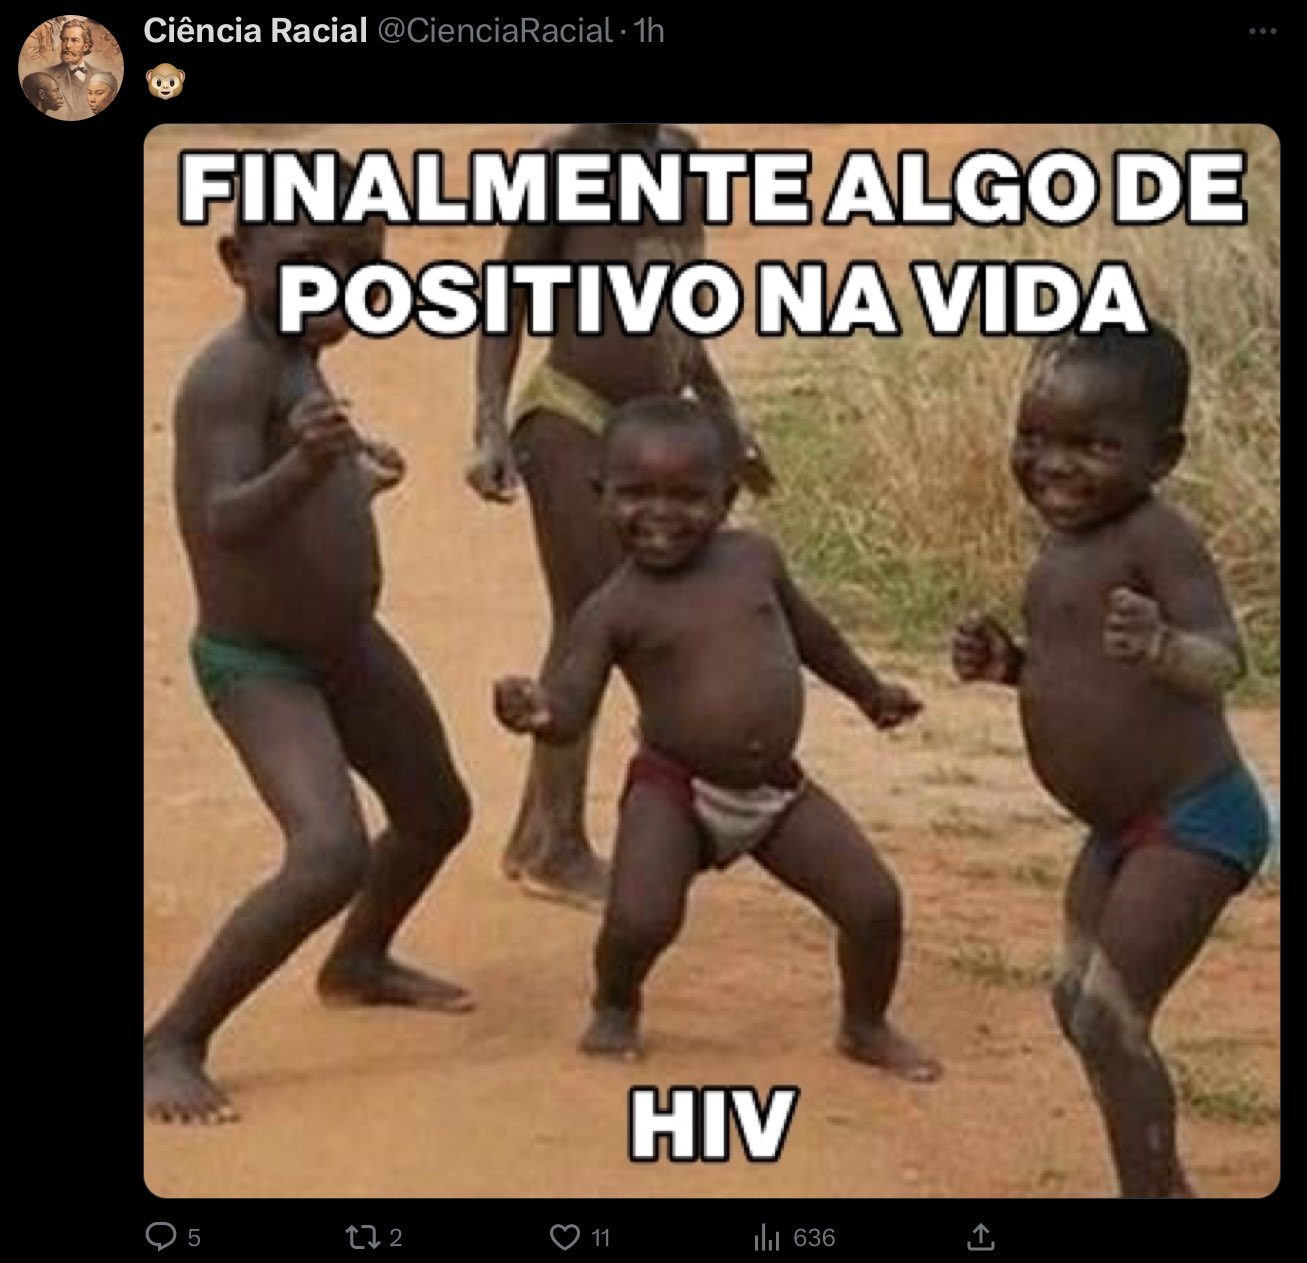 Ciência Racial @CienciaRacial · 1h
🐵
FINALMENTE ALGO DE
POSITIVO NA VIDA
HIV
5 2 11 636